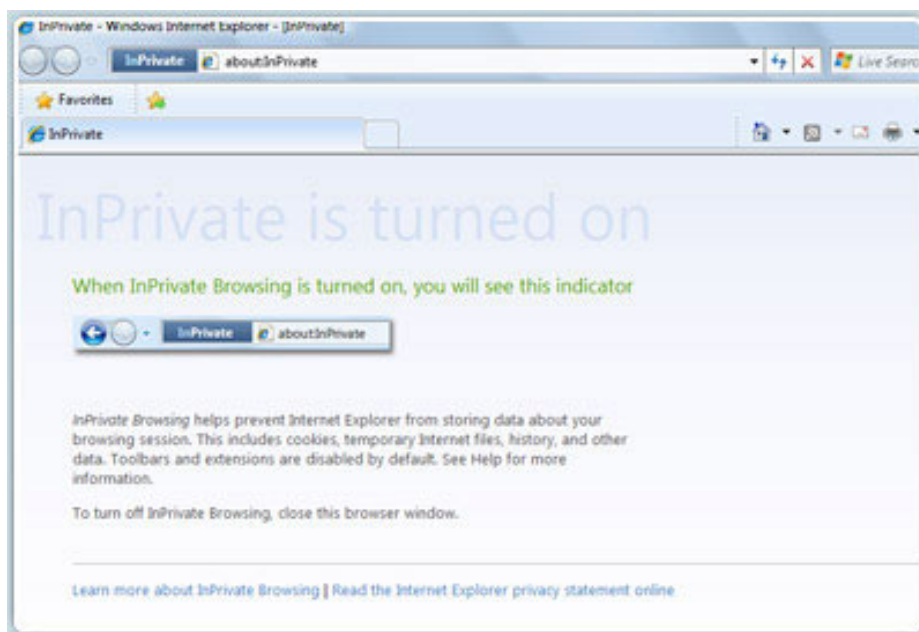 InPrivate - Windows Internet Explorer - [InPrivate]
InPrivate about:InPrivate Live Searc
Favorites
InPrivate
InPrivate is turned on
When InPrivate Browsing is turned on, you will see this indicator
InPrivate about:InPrivate
InPrivate Browsing helps prevent Internet Explorer from storing data about your
browsing session. This includes cookies, temporary Internet files, history, and other
data. Toolbars and extensions are disabled by default. See Help for more
information.
To turn off InPrivate Browsing, close this browser window.
Learn more about InPrivate Browsing | Read the Internet Explorer privacy statement online